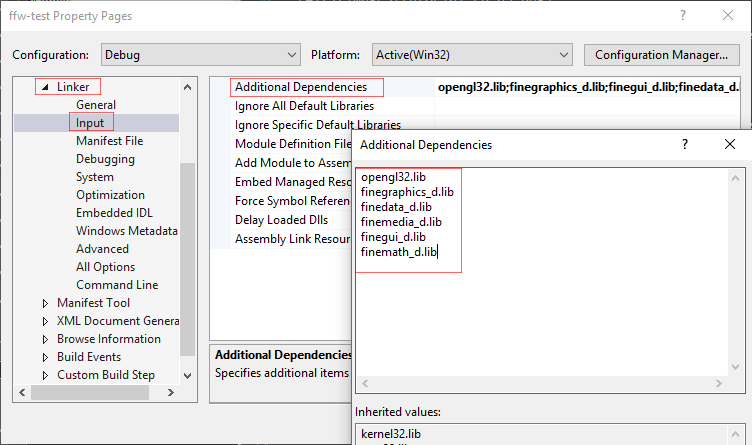 ffw-test Property Pages
Configuration: Debug Platform: Active(Win32) Configuration Manager...
Linker
General
Input
Manifest File
Debugging
System
Optimization
Embedded IDL
Windows Metadata
Advanced
All Options
Command Line
Manifest Tool
XML Document Genera
Browse Information
Build Events
Custom Build Step
Additional Dependencies opengl32.lib;finegraphics_d.lib;finegui_d.lib;finedata_d.
Ignore All Default Libraries
Ignore Specific Default Libraries
Module Definition File
Add Module to Assem
Embed Managed Reso
Force Symbol Referenc
Delay Loaded Dlls
Assembly Link Resourc
Additional Dependencies
Specifies additional items
Additional Dependencies
opengl32.lib
finegraphics_d.lib
finedata_d.lib
finemedia_d.lib
finegui_d.lib
finemath_d.lib
Inherited values:
kernel32.lib